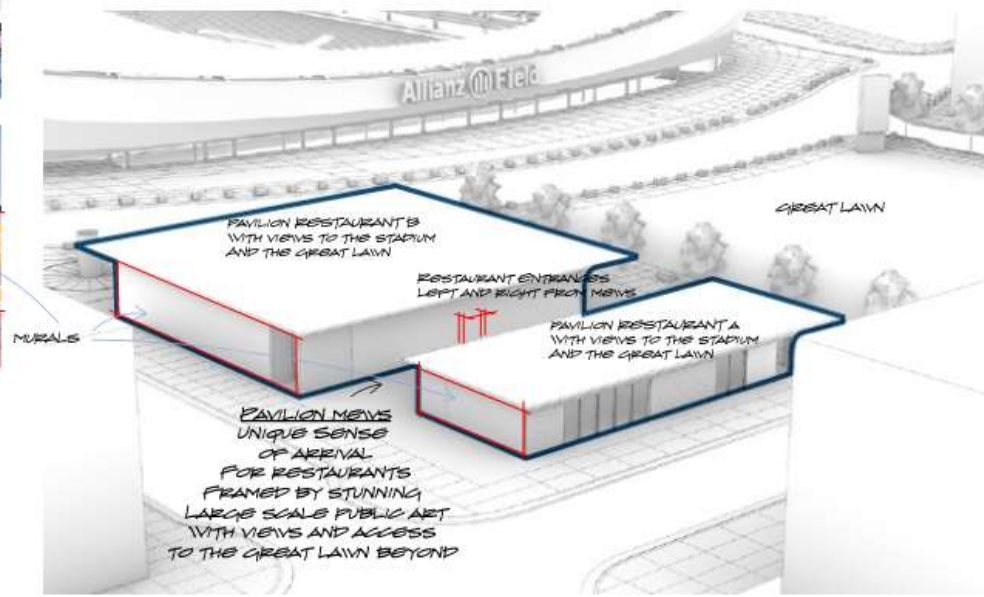 Allianz Field
GREAT LAWN
PAVILION RESTAURANT B
WITH VIEWS TO THE STADIUM
AND THE GREAT LAWN
RESTAURANT ENTRANCES
LEFT AND RIGHT FROM MEWS
PAVILION RESTAURANT A
WITH VIEWS TO THE STADIUM
AND THE GREAT LAWN
MURALS
PAVILION MEWS
UNIQUE SENSE
OF ARRIVAL
FOR RESTAURANTS
FRAMED BY STUNNING
LARGE SCALE PUBLIC ART
WITH VIEWS AND ACCESS
TO THE GREAT LAWN BEYOND